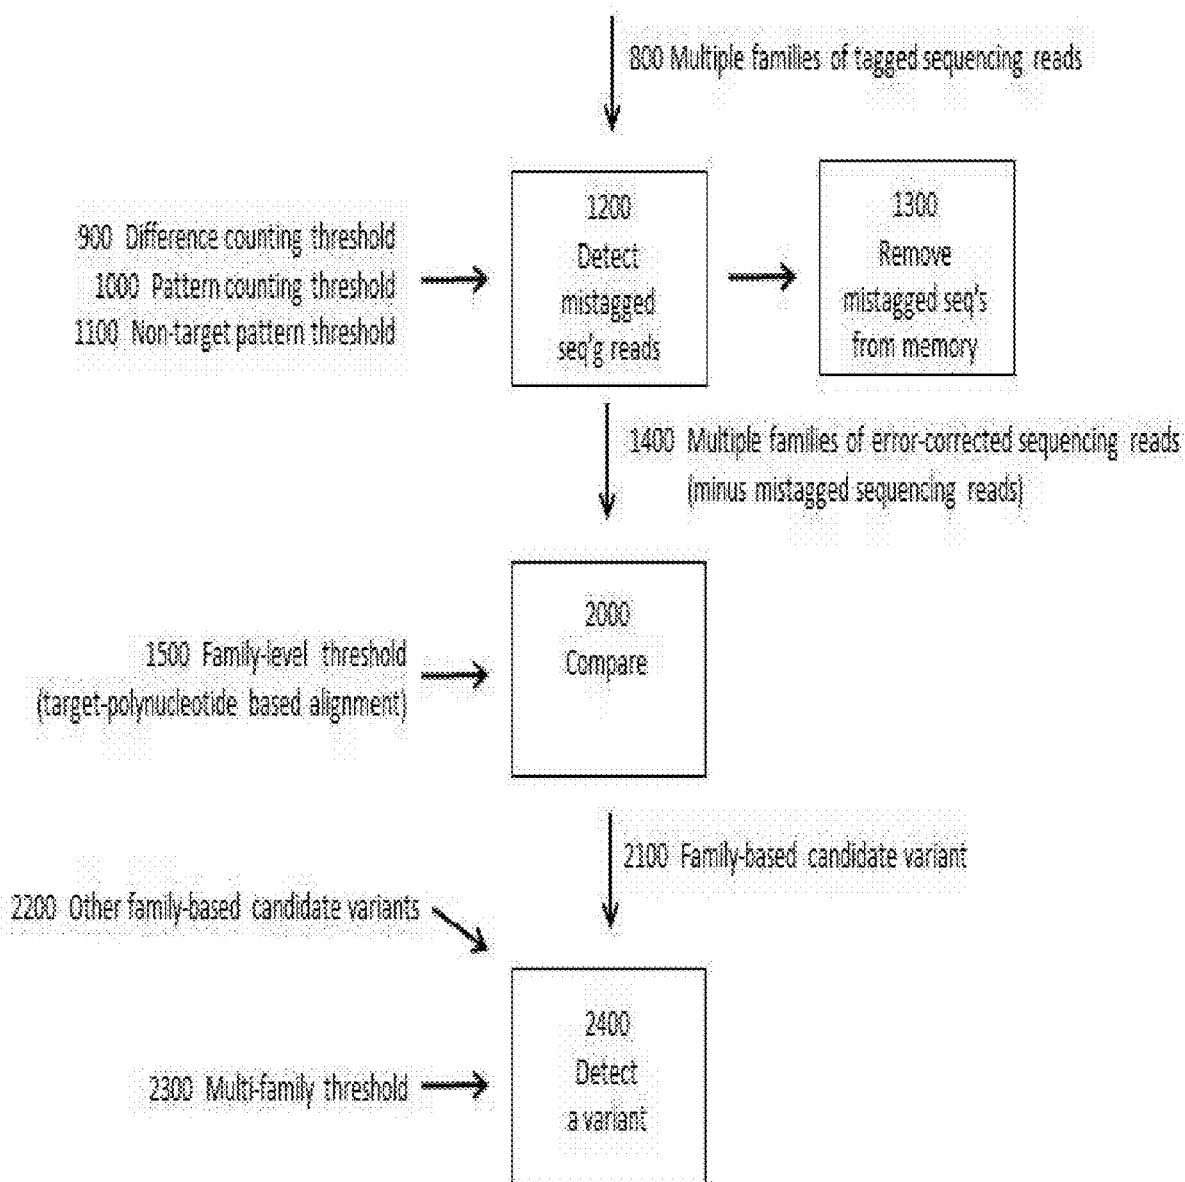 800 Multiple families of tagged sequencing reads
900 Difference counting threshold
1000 Pattern counting threshold
1100 Non-target pattern threshold
1200
Detect
mistagged
seq'g reads
1300
Remove
mistagged seq's
from memory
1400 Multiple families of error-corrected sequencing reads
(minus mistagged sequencing reads)
1500 Family-level threshold
(target-polynucleotide based alignment)
2000
Compare
2100 Family-based candidate variant
2200 Other family-based candidate variants
2300 Multi-family threshold
2400
Detect
a variant